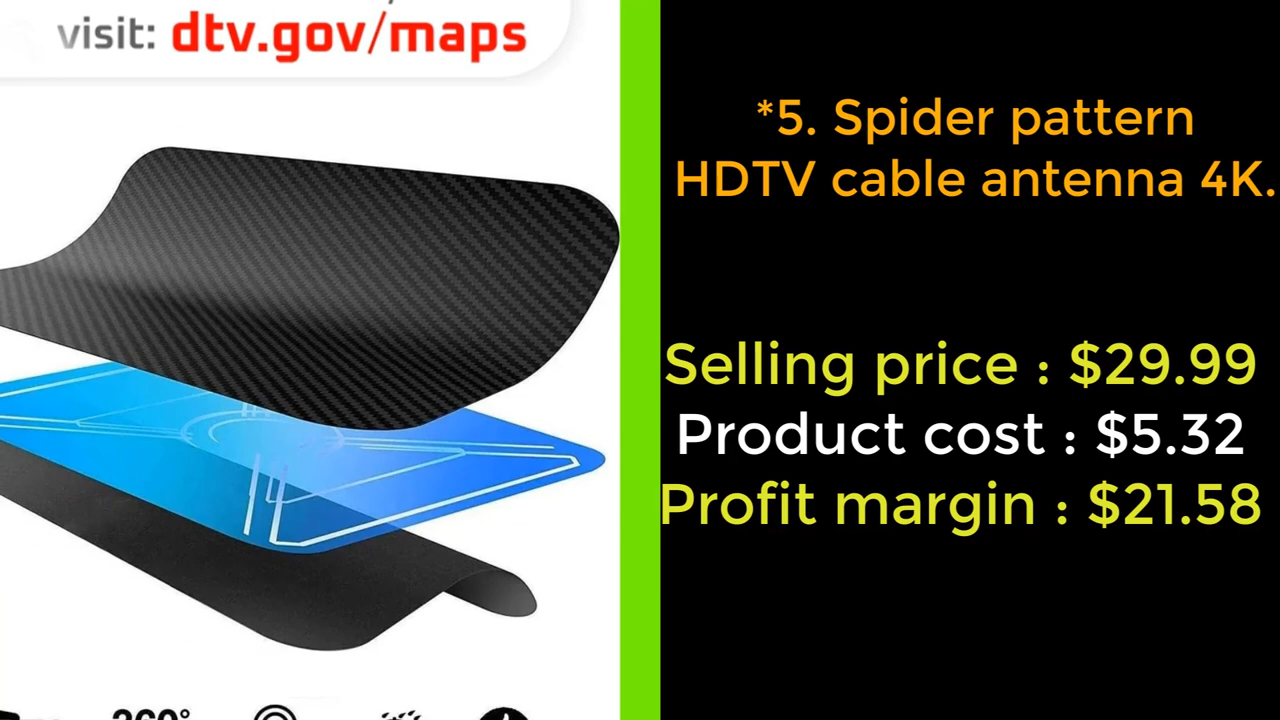 visit: dtv.gov/maps
*5. Spider pattern
HDTV cable antenna 4K.
Selling price : $29.99
Product cost : $5.32
Profit margin : $21.58
360°